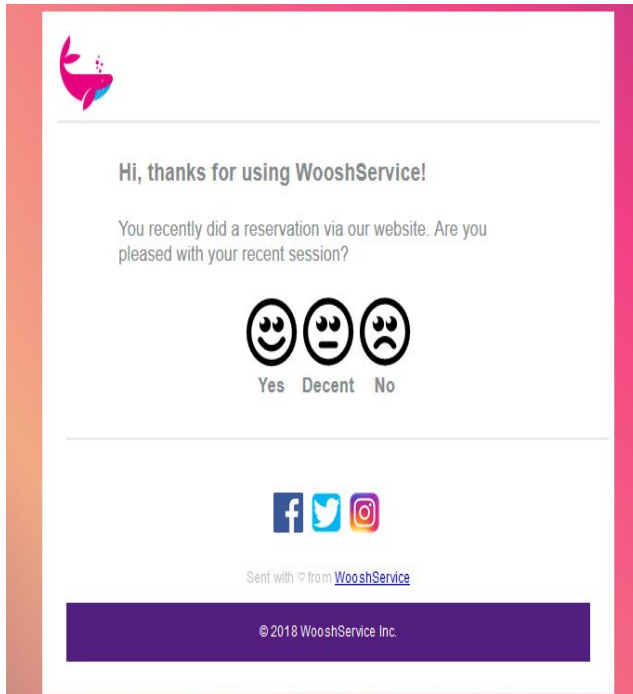 Hi, thanks for using WooshService!
You recently did a reservation via our website. Are you
pleased with your recent session?
Yes Decent No
Sent with ♡ from WooshService
© 2018 WooshService Inc.